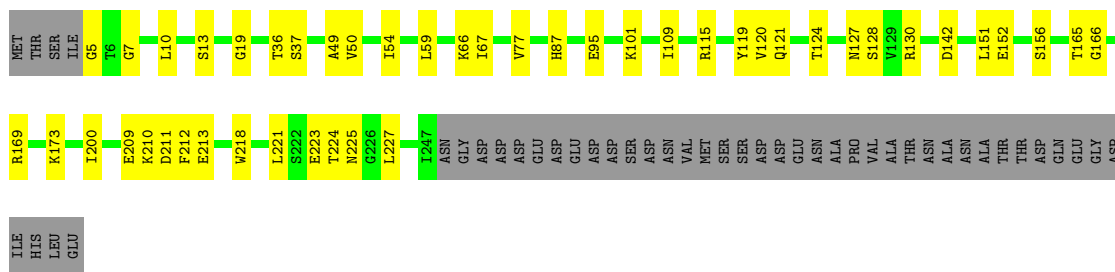 MET THR SER ILE G5 T6 G7 L10 S13 G19 T36 S37 A49 V50 I54 L59 K66 I67 V77 H87 E95 K101 I109 R115 Y119 V120 Q121 T124 N127 S128 V129 R130 D142 L151 E152 S156 T165 G166
R169 K173 I200 E209 K210 D211 F212 E213 W218 L221 S222 E223 T224 N225 G226 L227 I247 ASN GLY ASP ASP ASP GLU ASP GLU ASP ASP SER ASP ASN VAL MET SER SER ASP ASP GLU ASN ALA PRO VAL ALA THR ASN ALA ASN ALA THR THR ASP GLN GLU GLY ASP
ILE HIS LEU GLU